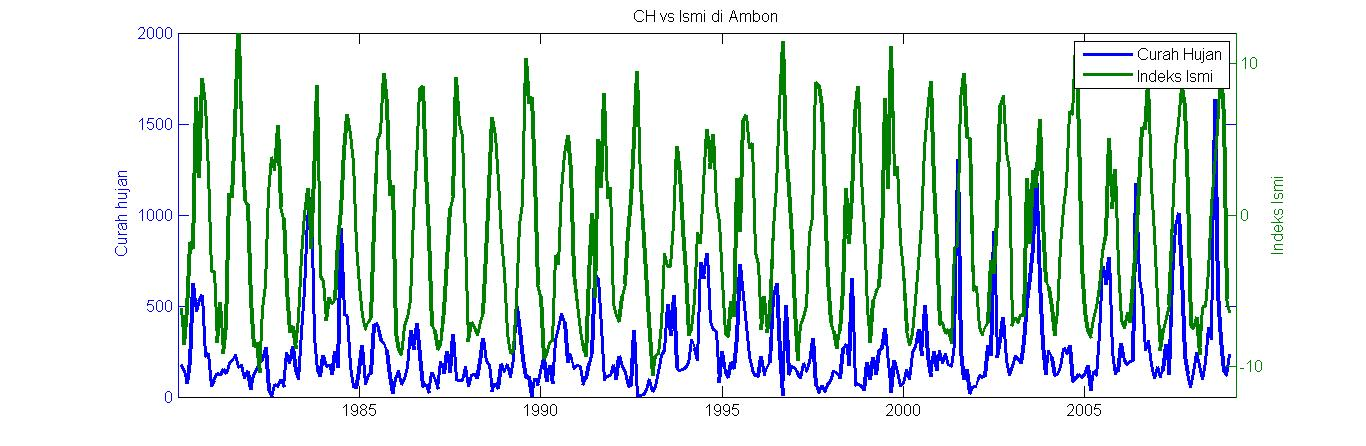 CH vs Ismi di Ambon
2000
1500
1000
500
0
Curah hujan
10
0
-10
Indeks Ismi
Curah Hujan
Indeks Ismi
1985
1990
1995
2000
2005